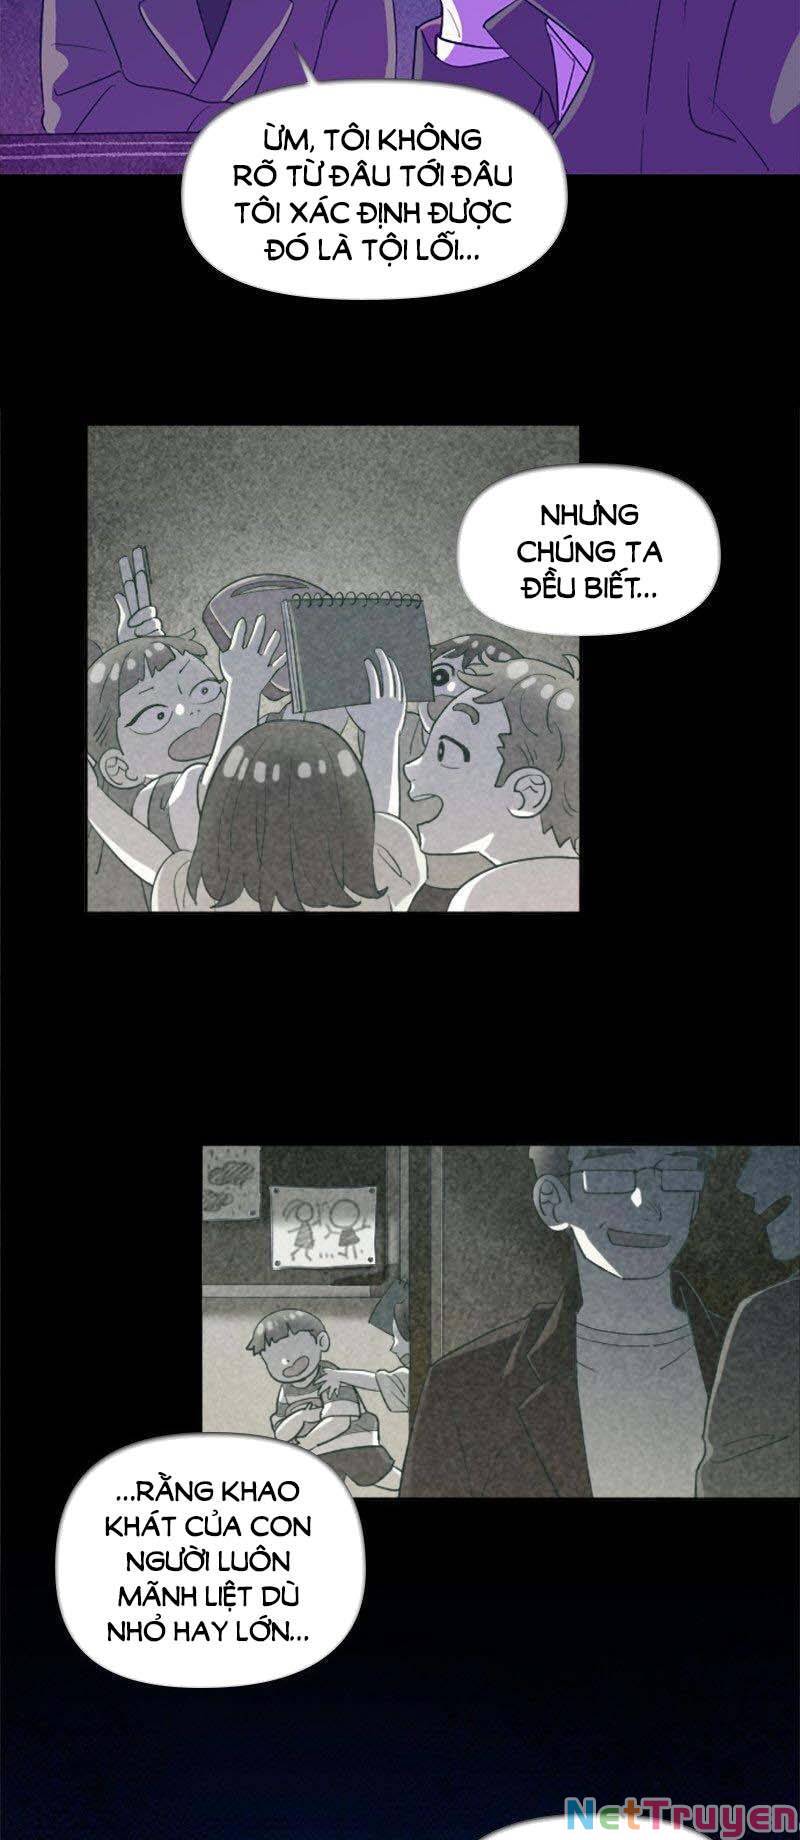 ỪM, TÔI KHÔNG
RÕ TỪ ĐÂU TỚI ĐÂU
TÔI XÁC ĐỊNH ĐƯỢC
ĐÓ LÀ TỘI LỖI...
NHƯNG
CHÚNG TA
ĐỀU BIẾT...
...RẰNG KHAO
KHÁT CỦA CON
NGƯỜI LUÔN
MÃNH LIỆT DÙ
NHỎ HAY LỚN...
NetTruyen